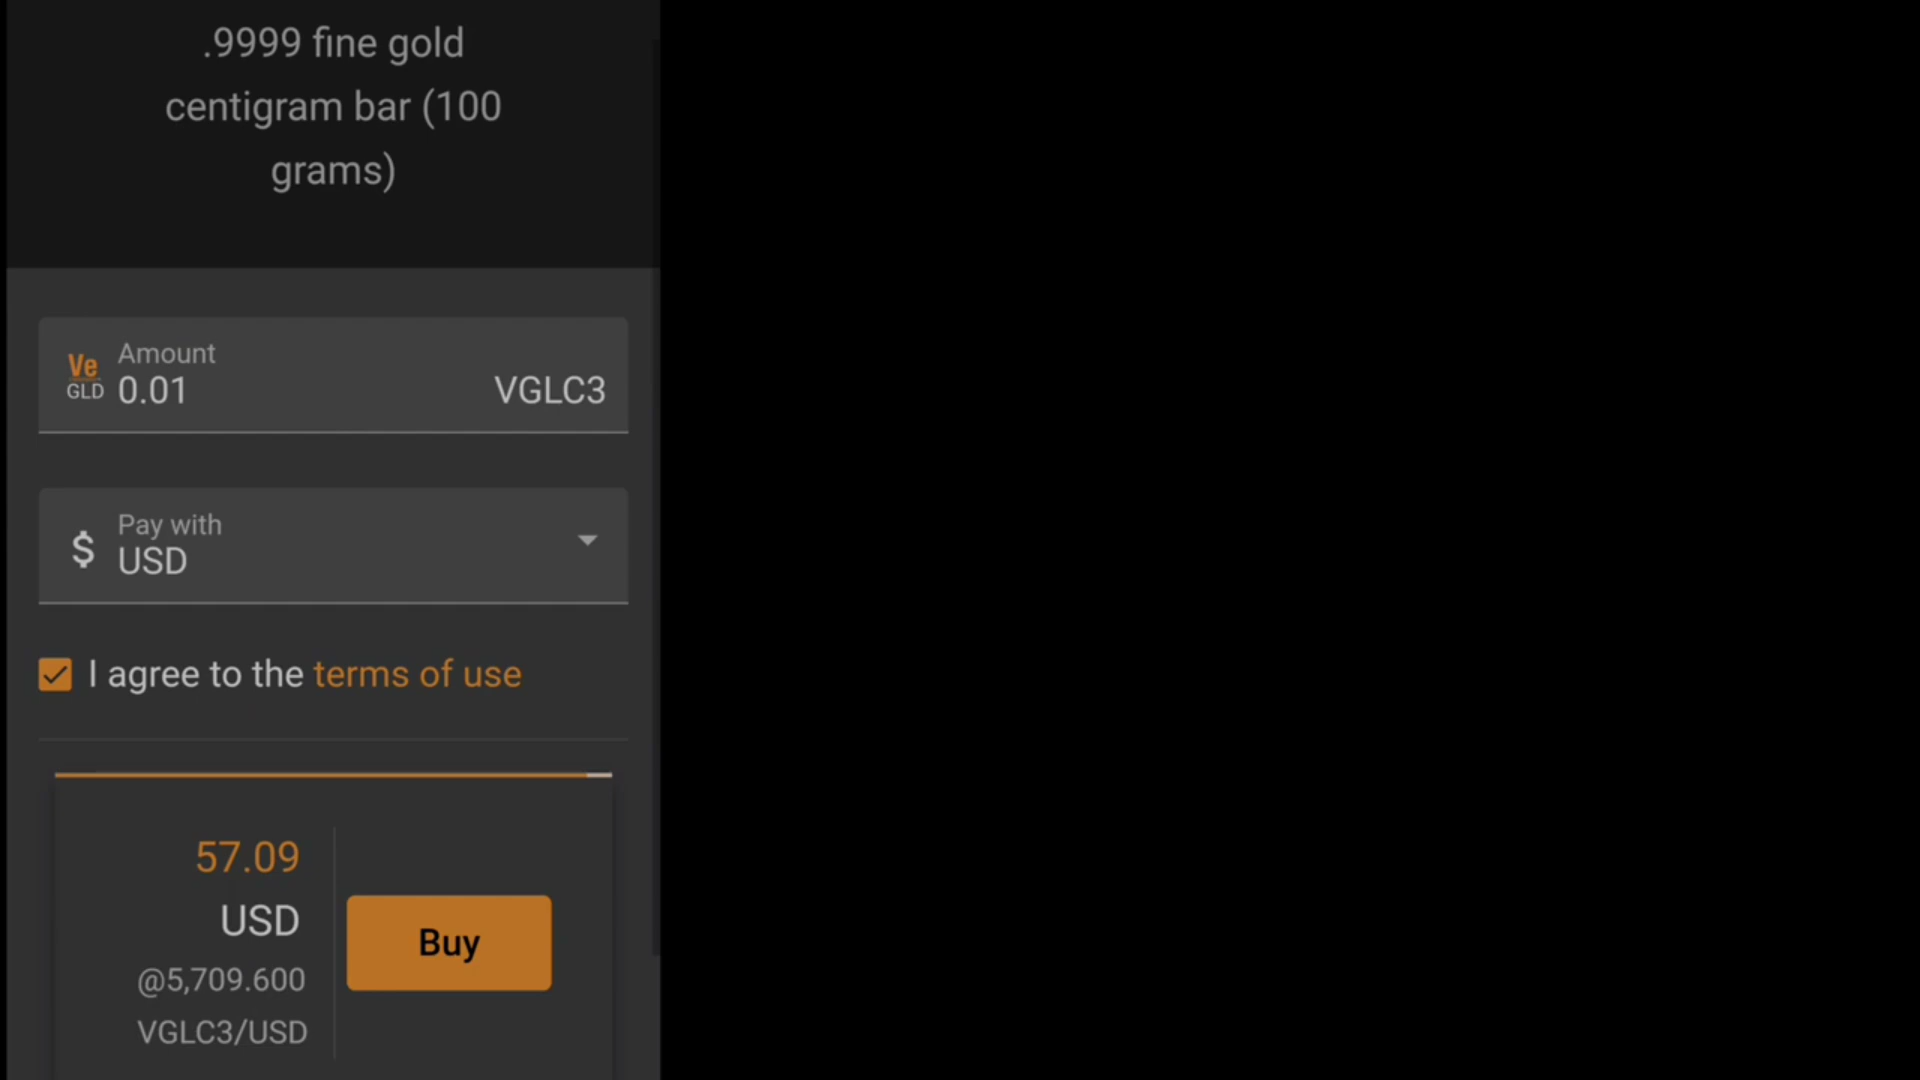 .9999 fine gold
centigram bar (100
grams)
Amount
Ve
GLD
0.01
VGLC3
Pay with
$
USD
I agree to the terms of use
57.09
USD
@5,709.600
VGLC3/USD
Buy